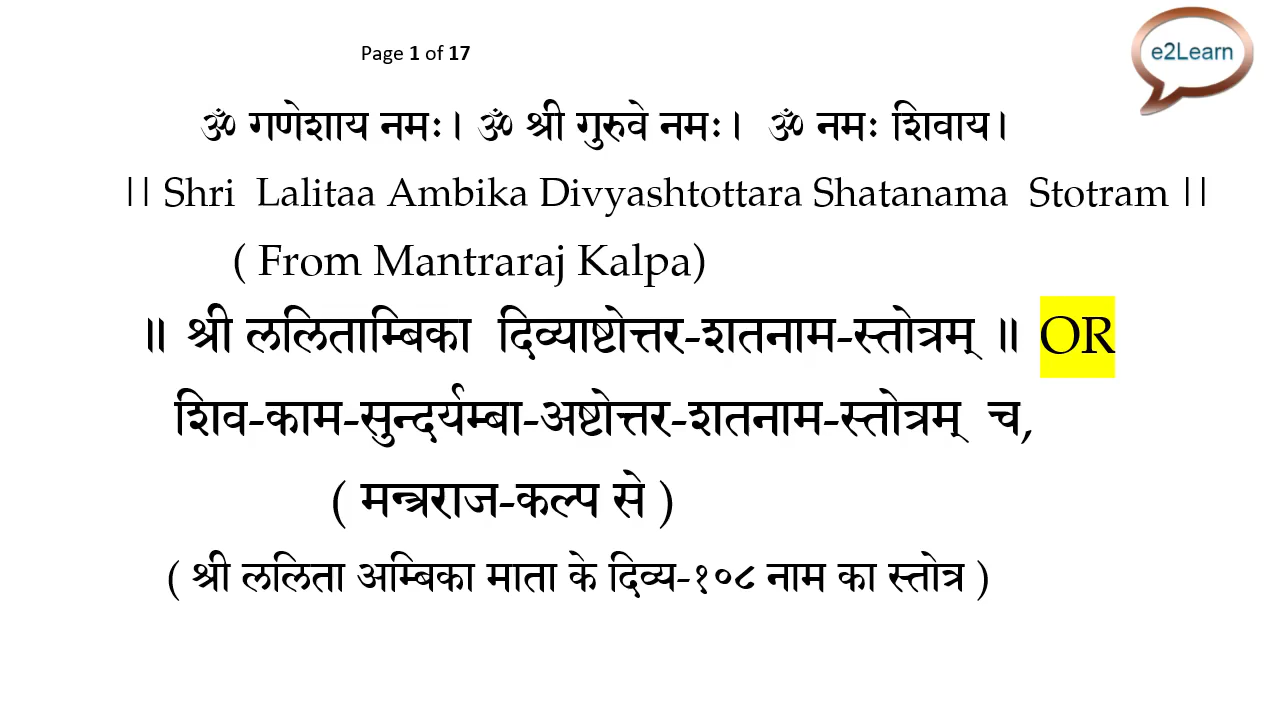 Page 1 of 17
e2Learn
ॐ गणेशाय नमः। ॐ श्री गुरुवे नमः। ॐ नमः शिवाय।
|| Shri Lalitaa Ambika Divyashtottara Shatanama Stotram ||
( From Mantraraj Kalpa)
॥ श्री ललिताम्बिका दिव्याष्टोत्तर-शतनाम-स्तोत्रम् ॥ OR
शिव-काम-सुन्दर्यम्बा-अष्टोत्तर-शतनाम-स्तोत्रम् च,
( मन्त्रराज-कल्प से )
( श्री ललिता अम्बिका माता के दिव्य-१०८ नाम का स्तोत्र )